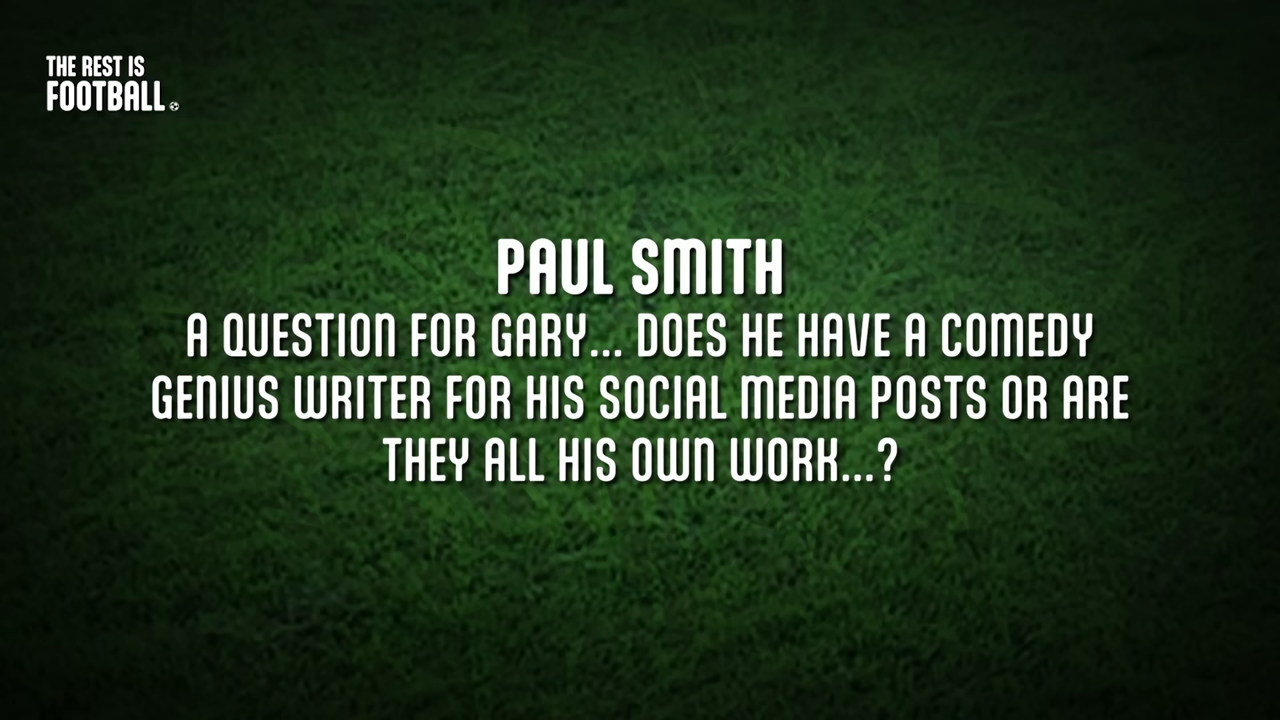 THE REST IS
FOOTBALL
PAUL SMITH
A QUESTION FOR GARY... DOES HE HAVE A COMEDY
GENIUS WRITER FOR HIS SOCIAL MEDIA POSTS OR ARE
THEY ALL HIS OWN WORK...?